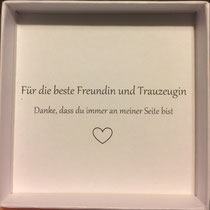 Für die beste Freundin und Trauzeugin
Danke, dass du immer an meiner Seite bist